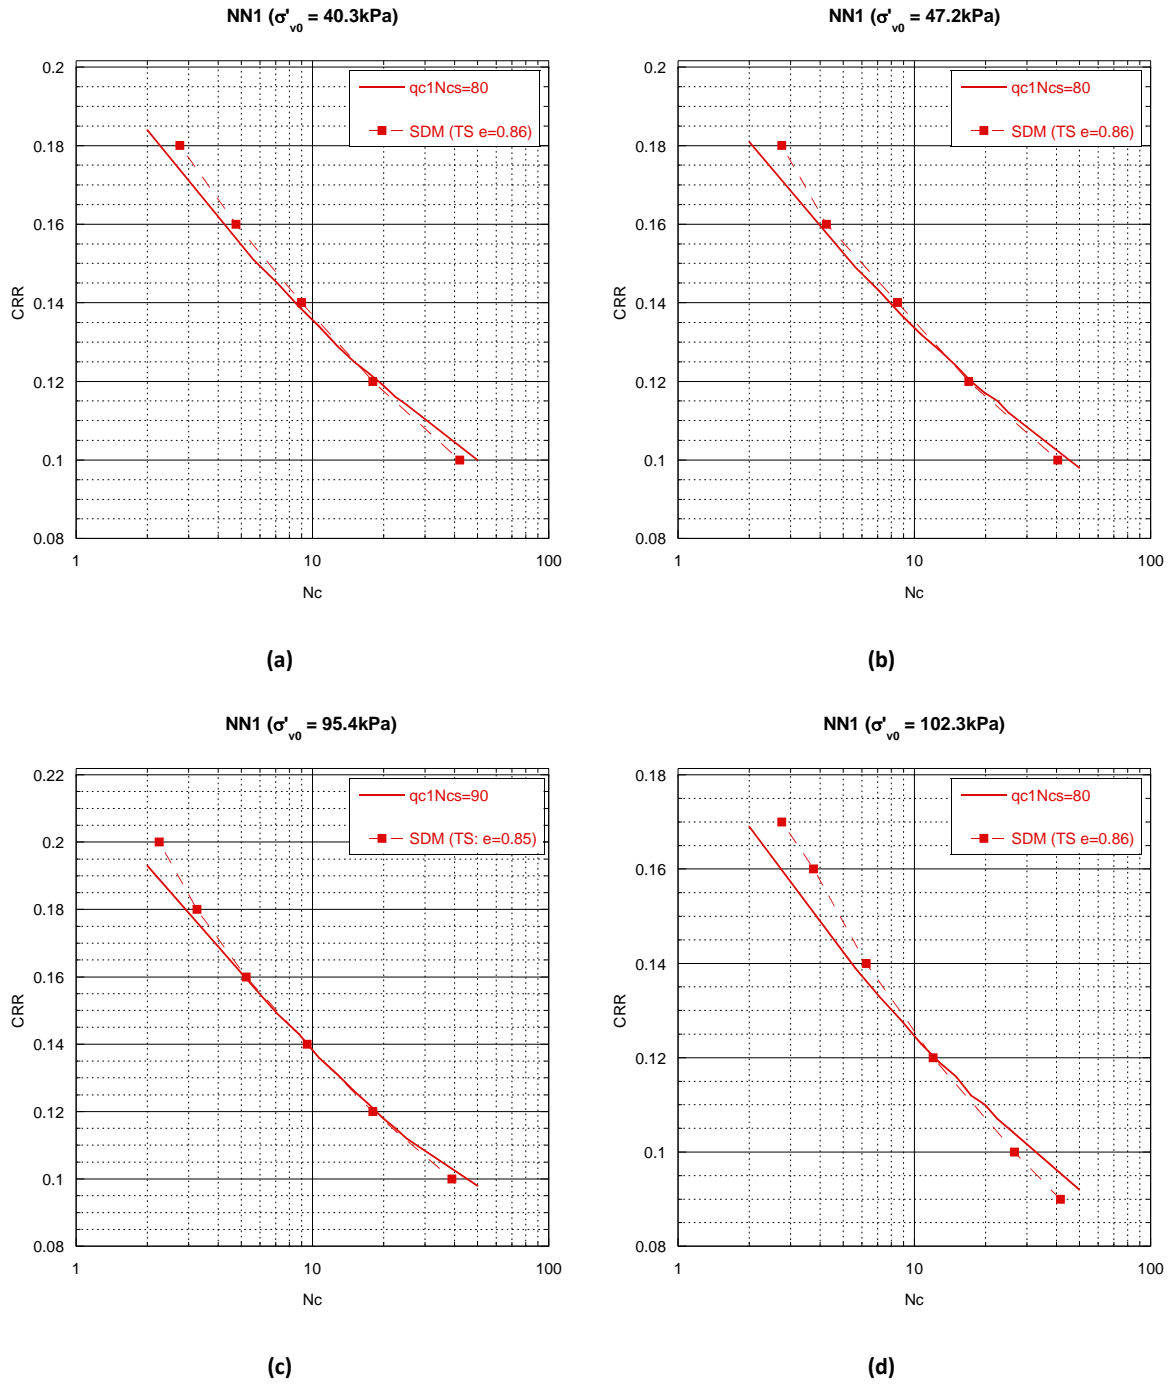 NN1 (σ'v0 = 40.3kPa)
0.2
0.18
0.16
0.14
0.12
0.1
0.08
CRR
qc1Ncs=80
SDM (TS e=0.86)
1
10
100
Nc
(a)
NN1 (σ'v0 = 47.2kPa)
0.2
0.18
0.16
0.14
0.12
0.1
0.08
CRR
qc1Ncs=80
SDM (TS e=0.86)
1
10
100
Nc
(b)
NN1 (σ'v0 = 95.4kPa)
0.22
0.2
0.18
0.16
0.14
0.12
0.1
0.08
CRR
qc1Ncs=90
SDM (TS: e=0.85)
1
10
100
Nc
(c)
NN1 (σ'v0 = 102.3kPa)
0.18
0.16
0.14
0.12
0.1
0.08
CRR
qc1Ncs=80
SDM (TS e=0.86)
1
10
100
Nc
(d)